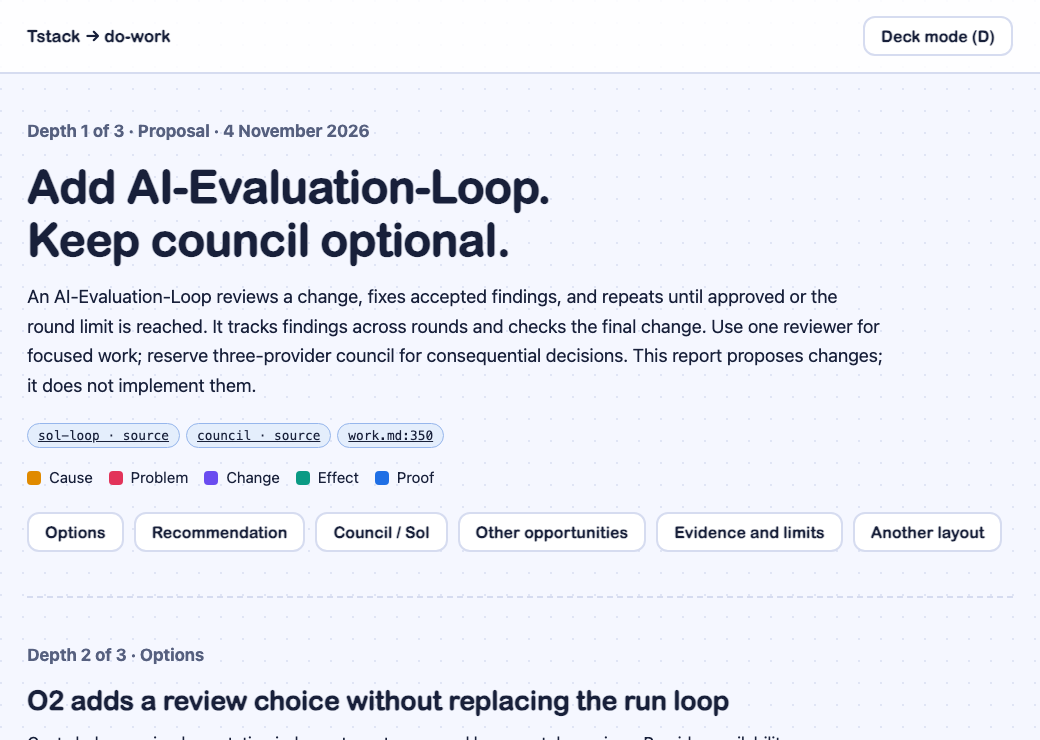 Tstack → do-work
Deck mode (D)
Depth 1 of 3 · Proposal · 4 November 2026
Add AI-Evaluation-Loop.
Keep council optional.
An AI-Evaluation-Loop reviews a change, fixes accepted findings, and repeats until approved or the
round limit is reached. It tracks findings across rounds and checks the final change. Use one reviewer for
focused work; reserve three-provider council for consequential decisions. This report proposes changes;
it does not implement them.
sol-loop · source council · source work.md:350
Cause Problem Change Effect Proof
Options Recommendation Council / Sol Other opportunities Evidence and limits Another layout
Depth 2 of 3 · Options
O2 adds a review choice without replacing the run loop